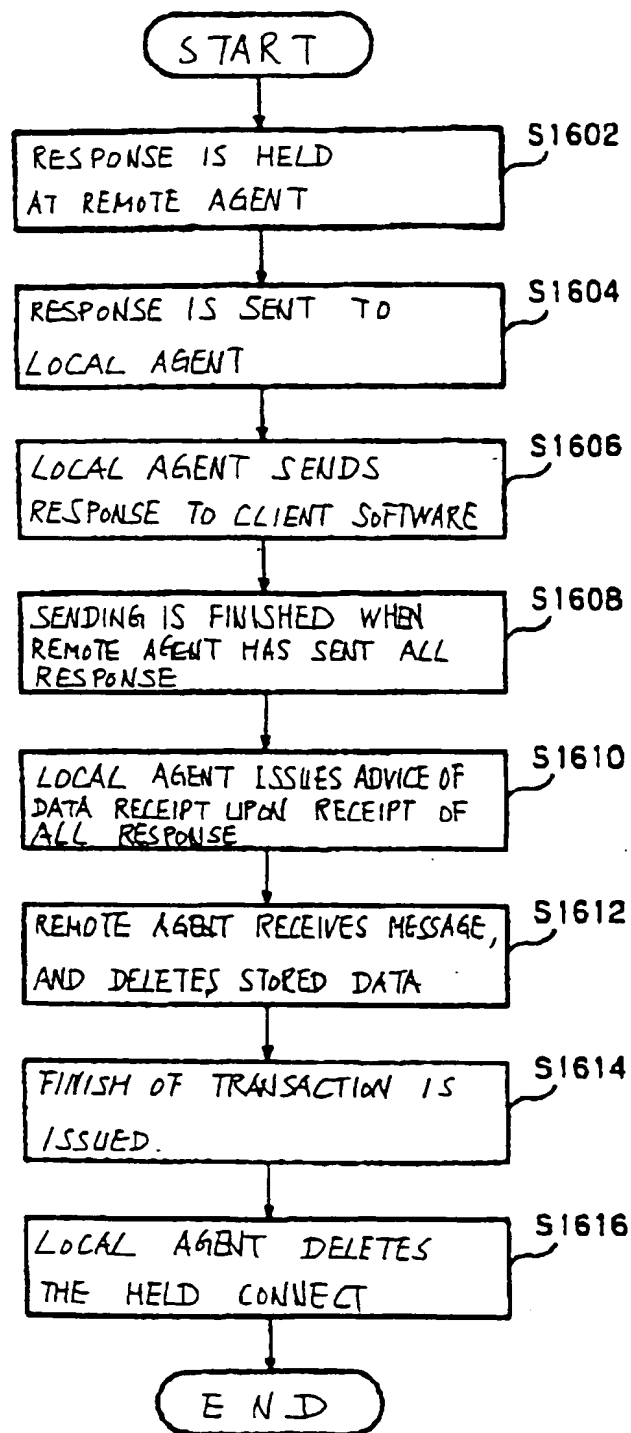 START
S1602
RESPONSE IS HELD
AT REMOTE AGENT
S1604
RESPONSE IS SENT TO
LOCAL AGENT
S1606
LOCAL AGENT SENDS
RESPONSE TO CLIENT SOFTWARE
S1608
SENDING IS FINISHED WHEN
REMOTE AGENT HAS SENT ALL
RESPONSE
S1610
LOCAL AGENT ISSUES ADVICE OF
DATA RECEIPT UPON RECEIPT OF
ALL RESPONSE
S1612
REMOTE AGENT RECEIVES MESSAGE,
AND DELETES STORED DATA
S1614
FINISH OF TRANSACTION IS
ISSUED.
S1616
LOCAL AGENT DELETES
THE HELD CONNECT
END